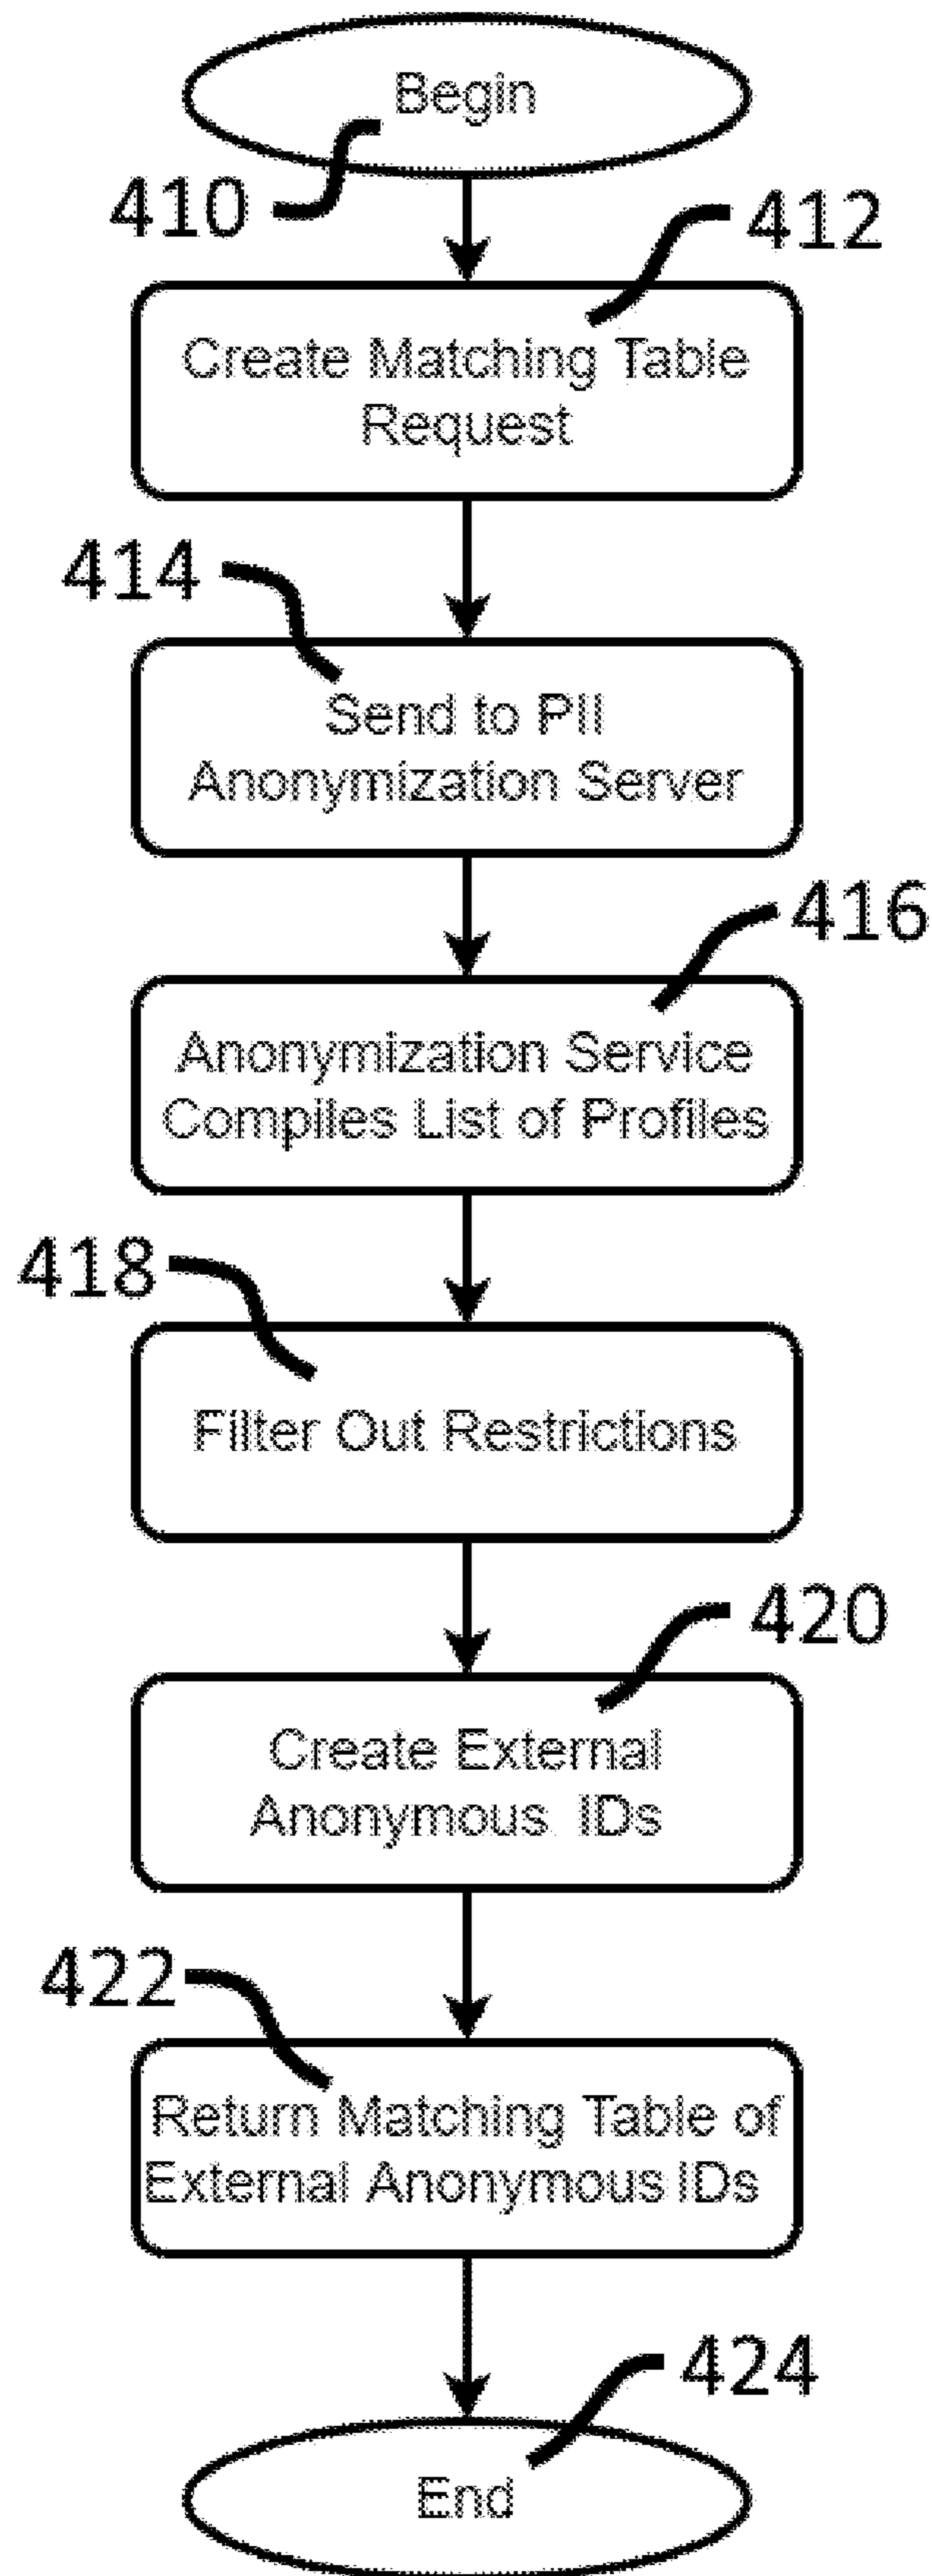 Begin
410
412
Create Matching Table
Request
414
Send to PII
Anonymization Server
416
Anonymization Service
Compiles List of Profiles
418
Filter Out Restrictions
420
Create External
Anonymous IDs
422
Return Matching Table of
External Anonymous IDs
424
End